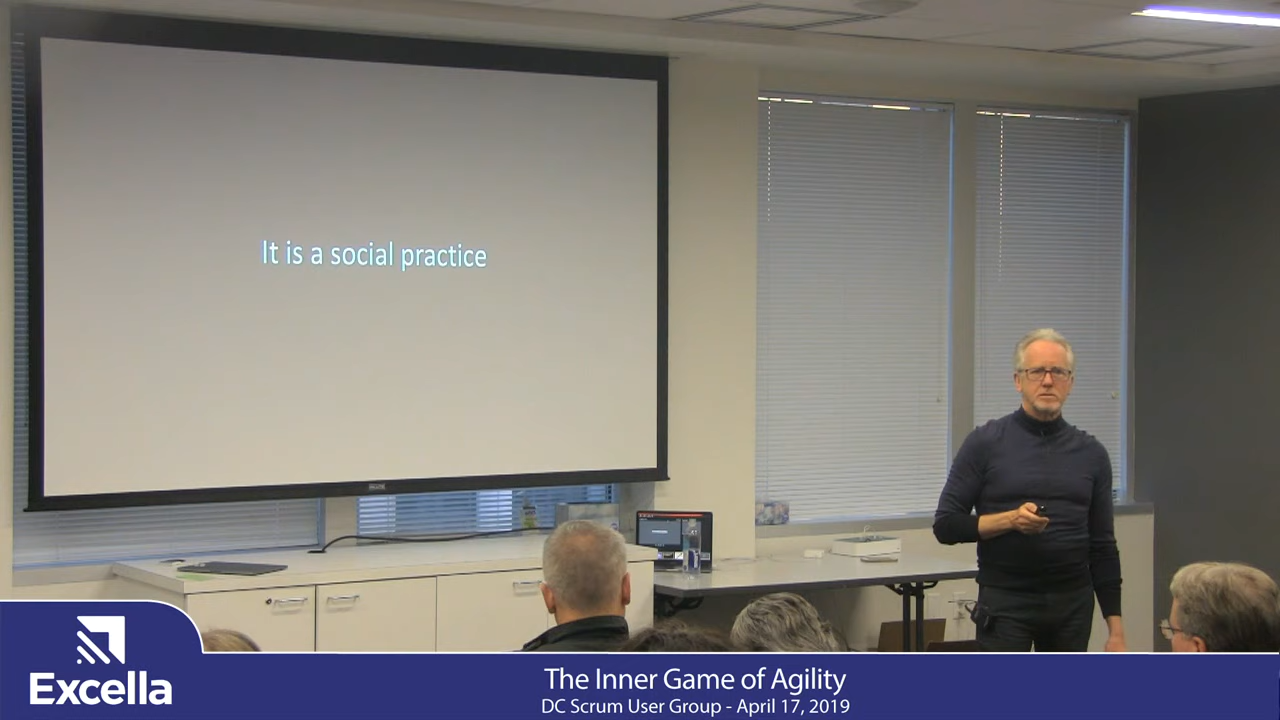 It is a social practice
Excella
The Inner Game of Agility
DC Scrum User Group - April 17, 2019